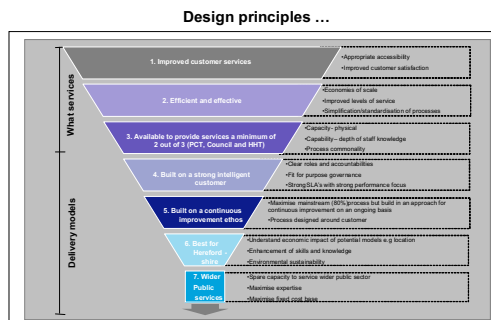 Design principles ...
What services
Delivery models
1. Improved customer services
•Appropriate accessibility
•Improved customer satisfaction
2. Efficient and effective
•Economies of scale
•Improved levels of service
•Simplification/standardisation of processes
3. Available to provide services a minimum of
2 out of 3 (PCT, Council and HHT)
•Capacity- physical
•Capability– depth of staff knowledge
•Process commonality
4. Built on a strong intelligent
customer
•Clear roles and accountabilities
•Fit for purpose governance
•Strong SLA's with strong performance focus
5. Built on a continuous
improvement ethos
•Maximise mainstream (80%)process but build in an approach for
continuous improvement on an ongoing basis
•Process designed around customer
6. Best for
Hereford -
shire
•Understand economic impact of potential models e.g location
•Enhancement of skills and knowledge
•Environmental sustainability
7. Wider
Public
services
•Spare capacity to service wider public sector
•Maximise expertise
•Maximise fixed cost base